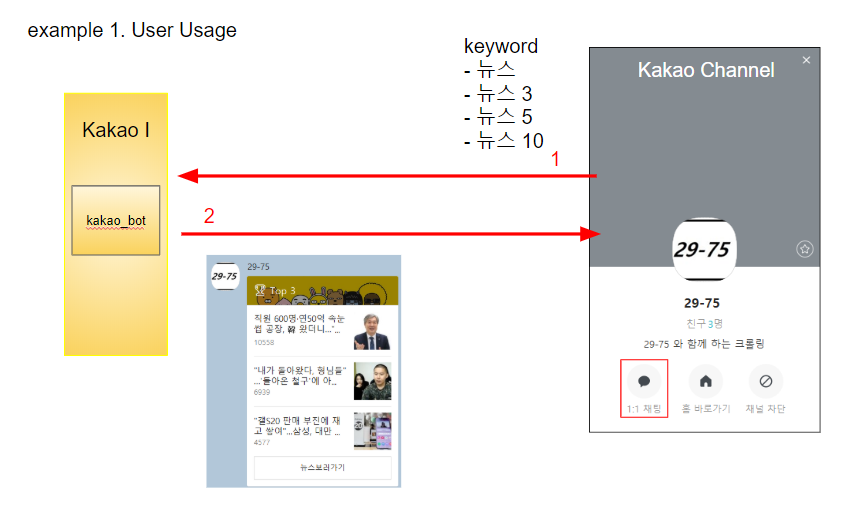 example 1. User Usage
keyword
- 뉴스
- 뉴스 3
- 뉴스 5
- 뉴스 10
Kakao I
kakao_bot
1
2
29-75
29-75
Top 3
직원 600명·연50억 속눈
썹 공장, 韓 왔더니…'...
10558
"내가 돌아왔다, 형님들"
…'돌아온 철구'에 아...
6939
"갤S20 판매 부진에 재
고 쌓여"…삼성, 대만 ...
4577
뉴스보러가기
Kakao Channel
29-75
29-75
친구 3명
29-75 와 함께 하는 크롤링
1:1 채팅
홈 바로가기
채널 차단